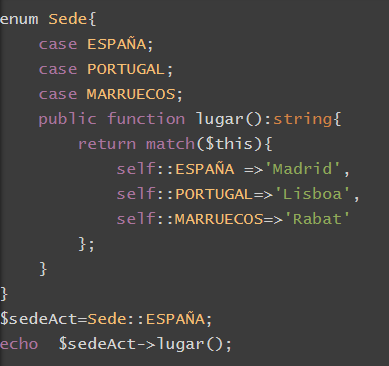 enum Sede{
    case ESPAÑA;
    case PORTUGAL;
    case MARRUECOS;
    public function lugar():string{
        return match($this){
            self::ESPAÑA =>'Madrid',
            self::PORTUGAL=>'Lisboa',
            self::MARRUECOS=>'Rabat'
        };
    }
}
$sedeAct=Sede::ESPAÑA;
echo  $sedeAct->lugar();